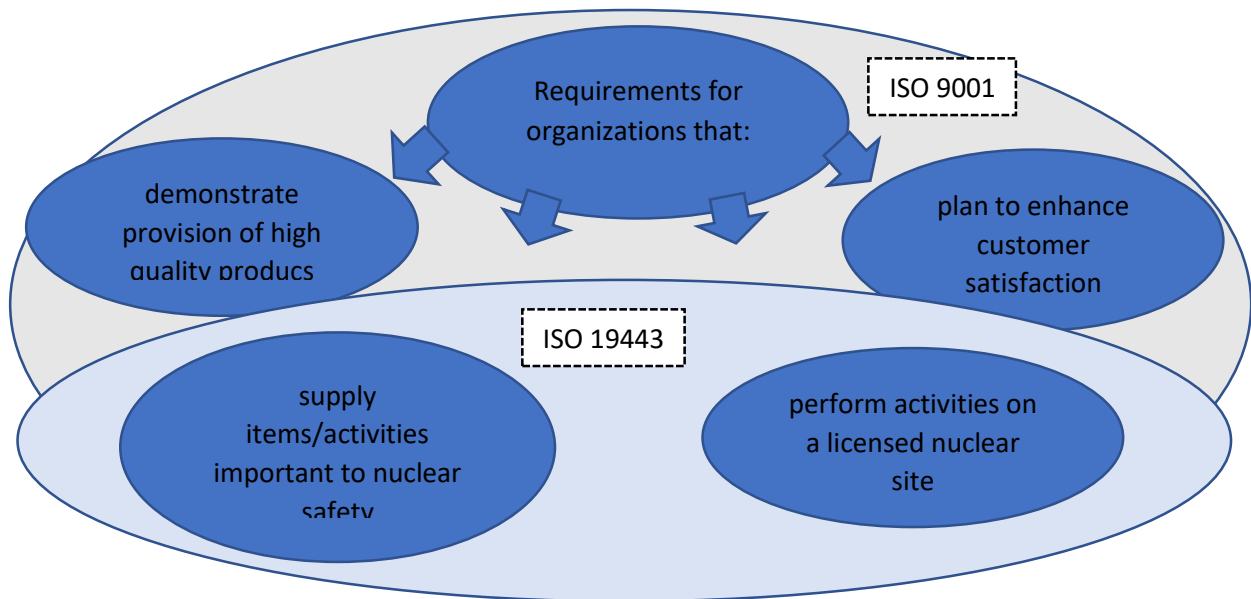 Requirements for
organizations that:
ISO 9001
demonstrate
provision of high
quality producs
plan to enhance
customer
satisfaction
ISO 19443
supply
items/activities
important to nuclear
safety
perform activities on
a licensed nuclear
site